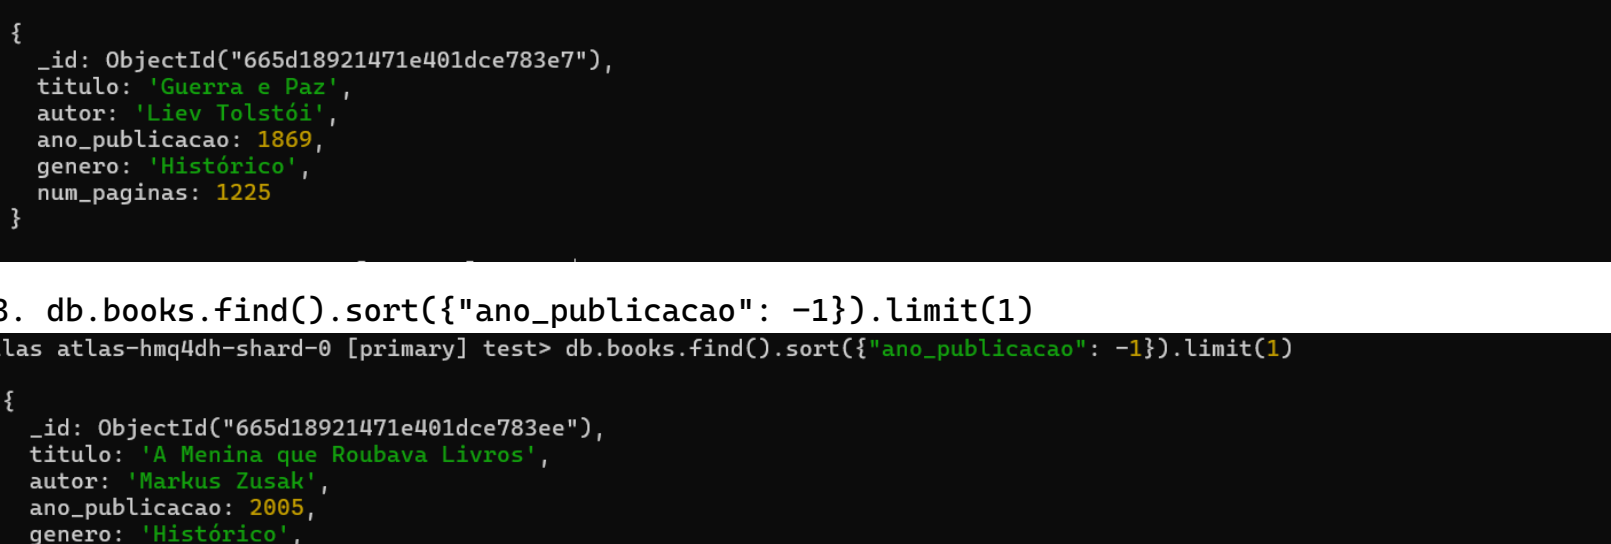 {
_id: ObjectId("665d18921471e401dce783e7"),
titulo: 'Guerra e Paz',
autor: 'Liev Tolstói',
ano_publicacao: 1869,
genero: 'Histórico',
num_paginas: 1225
}
3. db.books.find().sort({"ano_publicacao": -1}).limit(1)
las atlas-hmq4dh-shard-0 [primary] test> db.books.find().sort({"ano_publicacao": -1}).limit(1)
{
_id: ObjectId("665d18921471e401dce783ee"),
titulo: 'A Menina que Roubava Livros',
autor: 'Markus Zusak',
ano_publicacao: 2005,
genero: 'Histórico',